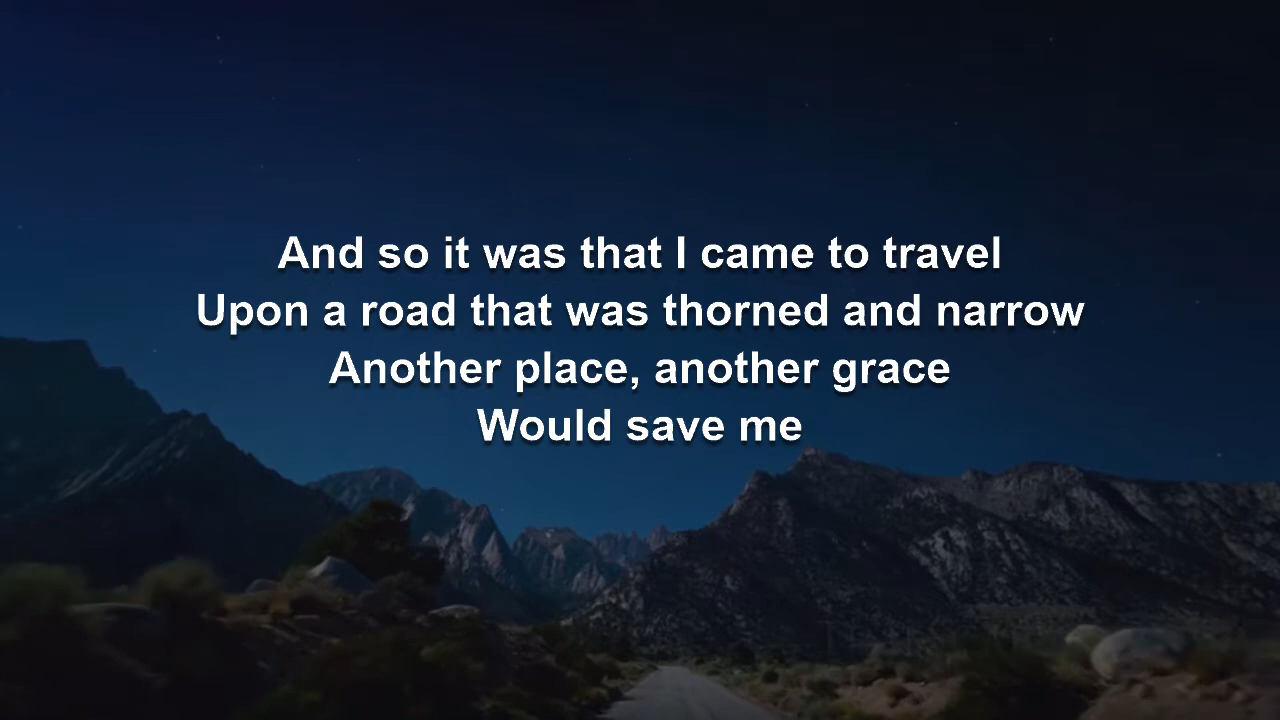 And so it was that I came to travel
Upon a road that was thorned and narrow
Another place, another grace
Would save me